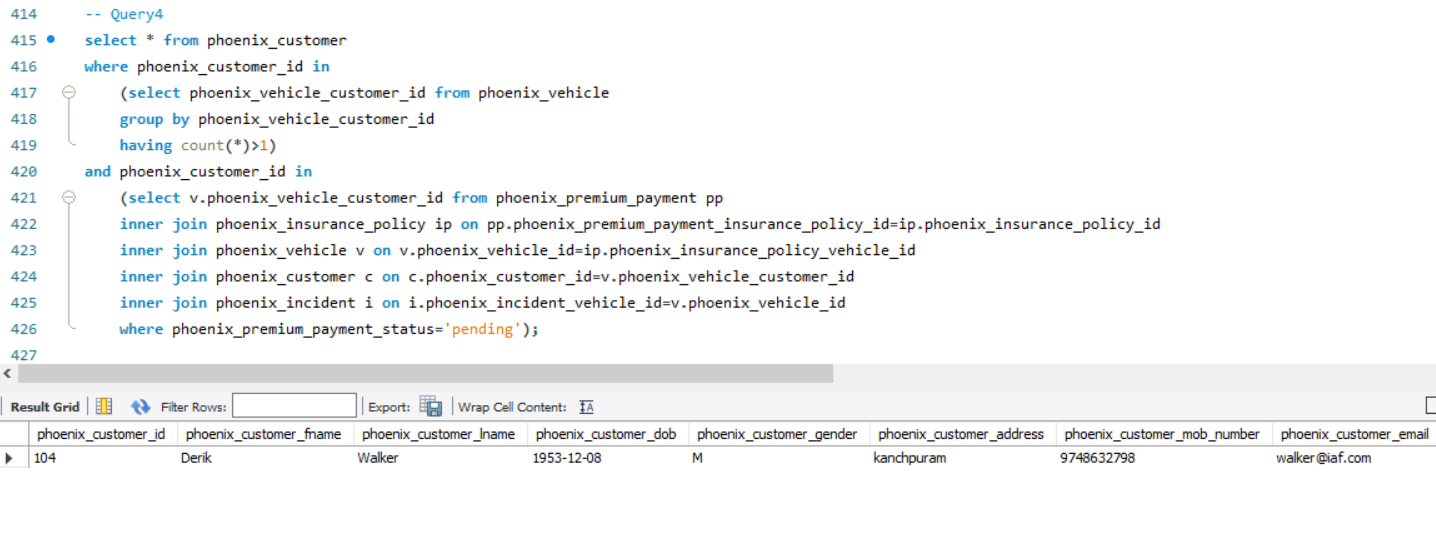 414 -- Query4
415 select * from phoenix_customer
416 where phoenix_customer_id in
417 (select phoenix_vehicle_customer_id from phoenix_vehicle
418 group by phoenix_vehicle_customer_id
419 having count(*)>1)
420 and phoenix_customer_id in
421 (select v.phoenix_vehicle_customer_id from phoenix_premium_payment pp
422 inner join phoenix_insurance_policy ip on pp.phoenix_premium_payment_insurance_policy_id=ip.phoenix_insurance_policy_id
423 inner join phoenix_vehicle v on v.phoenix_vehicle_id=ip.phoenix_insurance_policy_vehicle_id
424 inner join phoenix_customer c on c.phoenix_customer_id=v.phoenix_vehicle_customer_id
425 inner join phoenix_incident i on i.phoenix_incident_vehicle_id=v.phoenix_vehicle_id
426 where phoenix_premium_payment_status='pending');
427
Result Grid Filter Rows: Export: Wrap Cell Content:
phoenix_customer_id phoenix_customer_fname phoenix_customer_lname phoenix_customer_dob phoenix_customer_gender phoenix_customer_address phoenix_customer_mob_number phoenix_customer_email
104 Derik Walker 1953-12-08 M kanchpuram 9748632798 walker@iaf.com